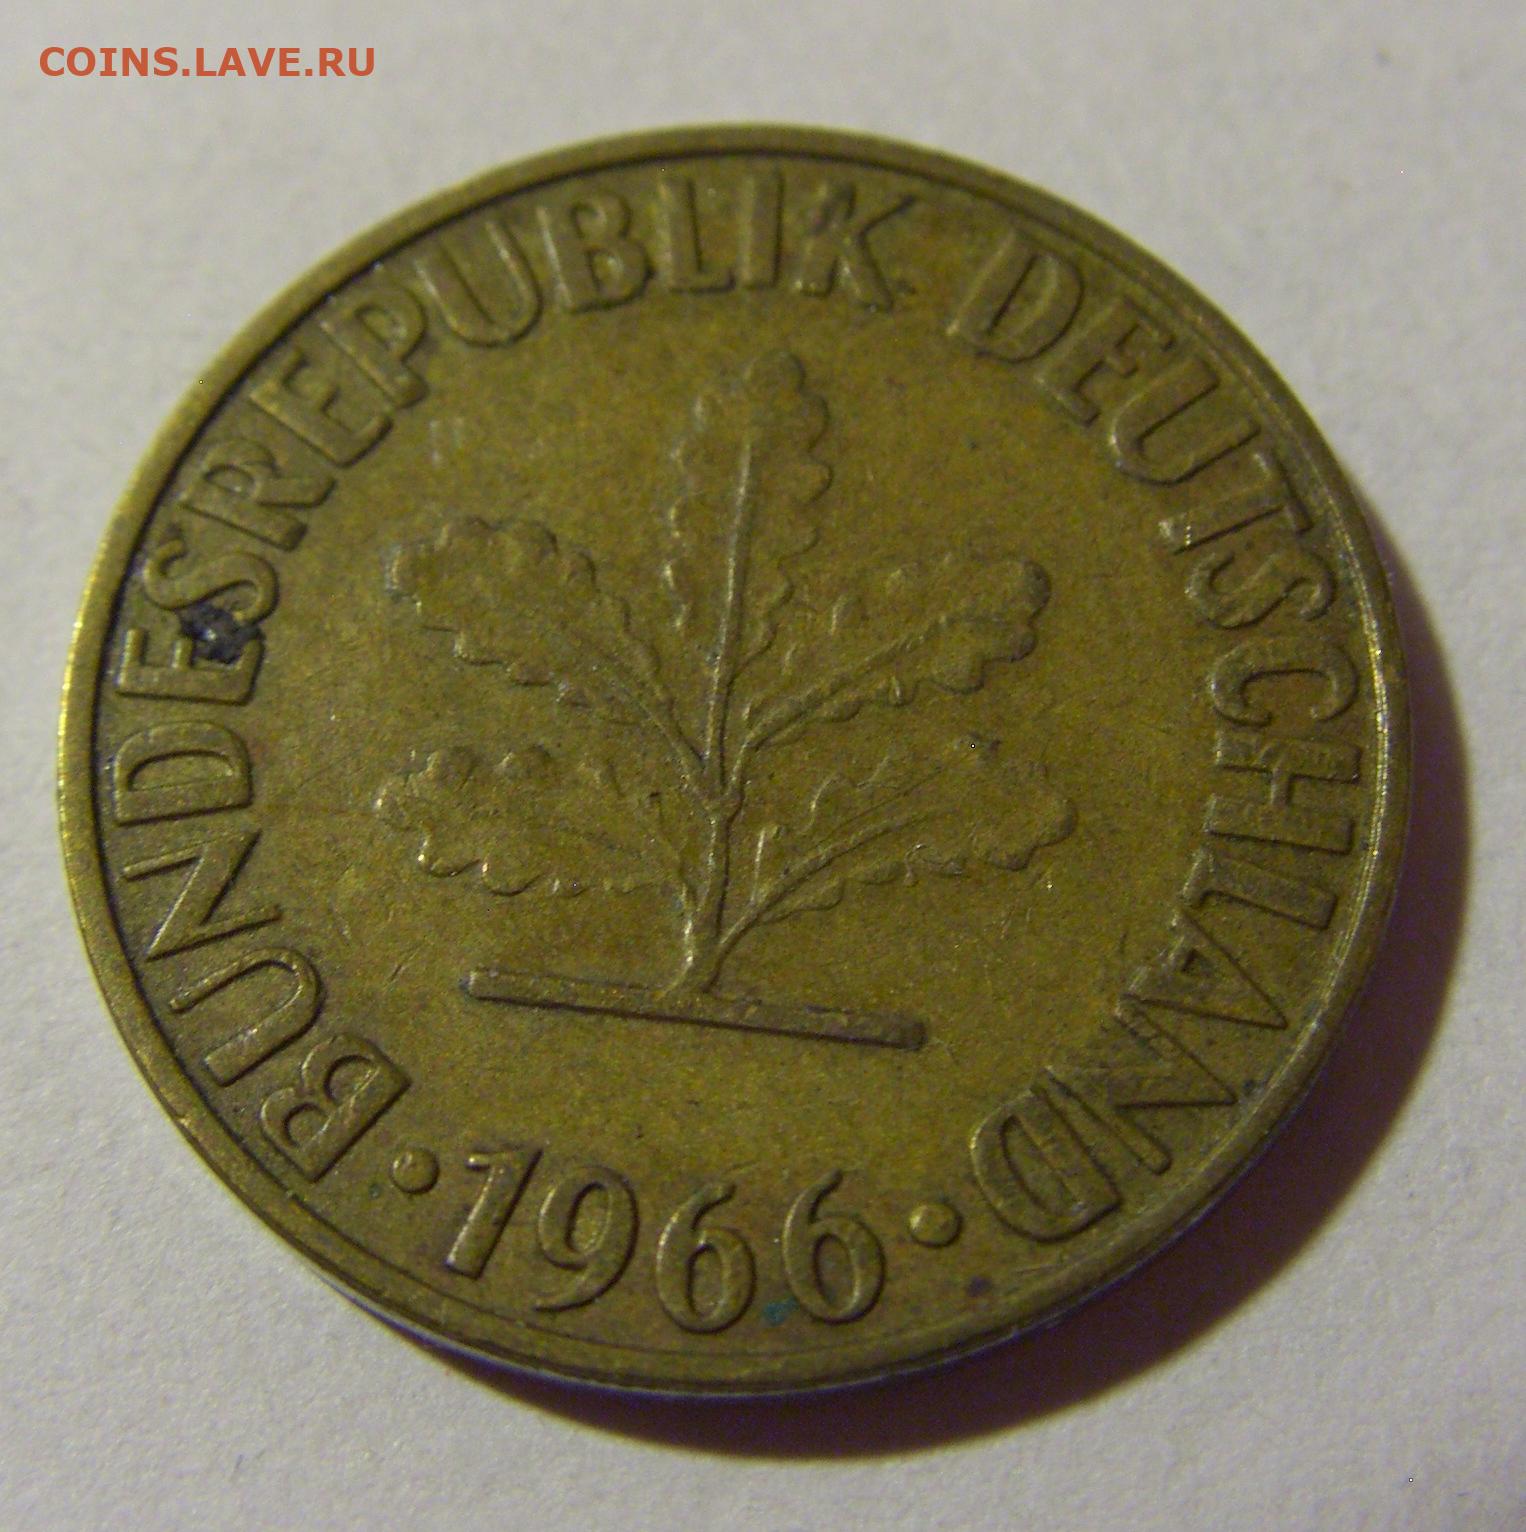 COINS.LAVE.RU
BUNDESREPUBLIK DEUTSCHLAND
· 1966 ·